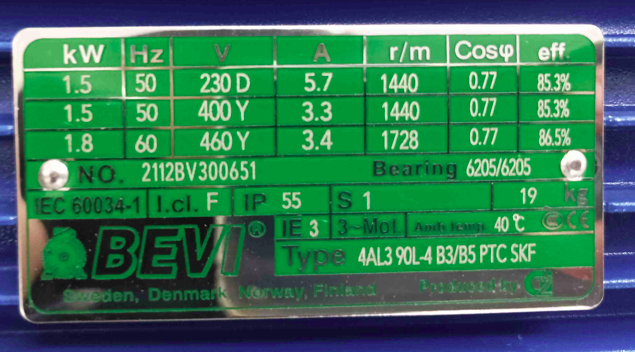 kW Hz V A r/m Cosφ eff.
1.5 50 230 D 5.7 1440 0.77 85.3%
1.5 50 400 Y 3.3 1440 0.77 85.3%
1.8 60 460 Y 3.4 1728 0.77 86.5%
NO. 2112BV300651 Bearing 6205/6205
IEC 60034-1 I.cl. F IP 55 S 1 19 kg
IE 3 3~Mot. Amb temp. 40 ℃ CE
BEVI®
Type 4AL3 90L-4 B3/B5 PTC SKF
Sweden, Denmark Norway, Finland Produced by